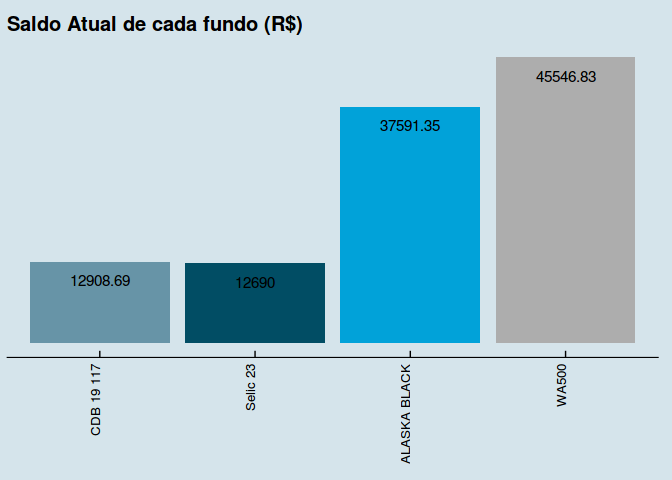 Saldo Atual de cada fundo (R$)
45546.83
37591.35
12908.69
12690
CDB 19 117
Selic 23
ALASKA BLACK
WA500